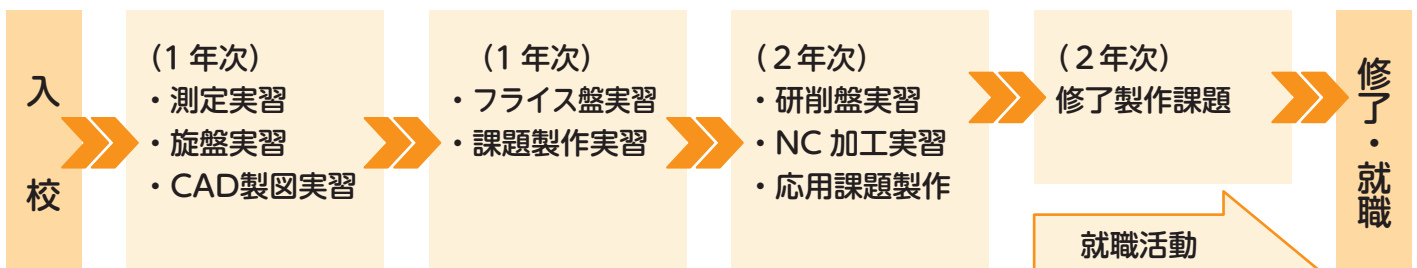 入校
(1 年次)
・測定実習
・旋盤実習
・CAD製図実習
(1 年次)
・フライス盤実習
・課題製作実習
(２年次)
・研削盤実習
・NC 加工実習
・応用課題製作
(２年次)
修了製作課題
就職活動
修了・就職